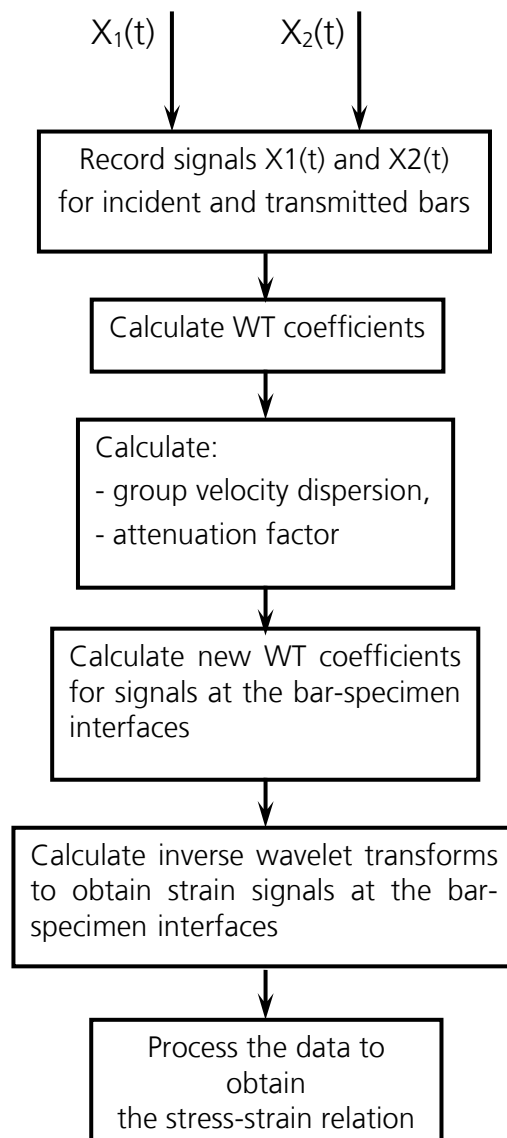 X₁(t) X₂(t)
Record signals X1(t) and X2(t)
for incident and transmitted bars
Calculate WT coefficients
Calculate:
- group velocity dispersion,
- attenuation factor
Calculate new WT coefficients
for signals at the bar-specimen
interfaces
Calculate inverse wavelet transforms
to obtain strain signals at the bar-
specimen interfaces
Process the data to
obtain
the stress-strain relation